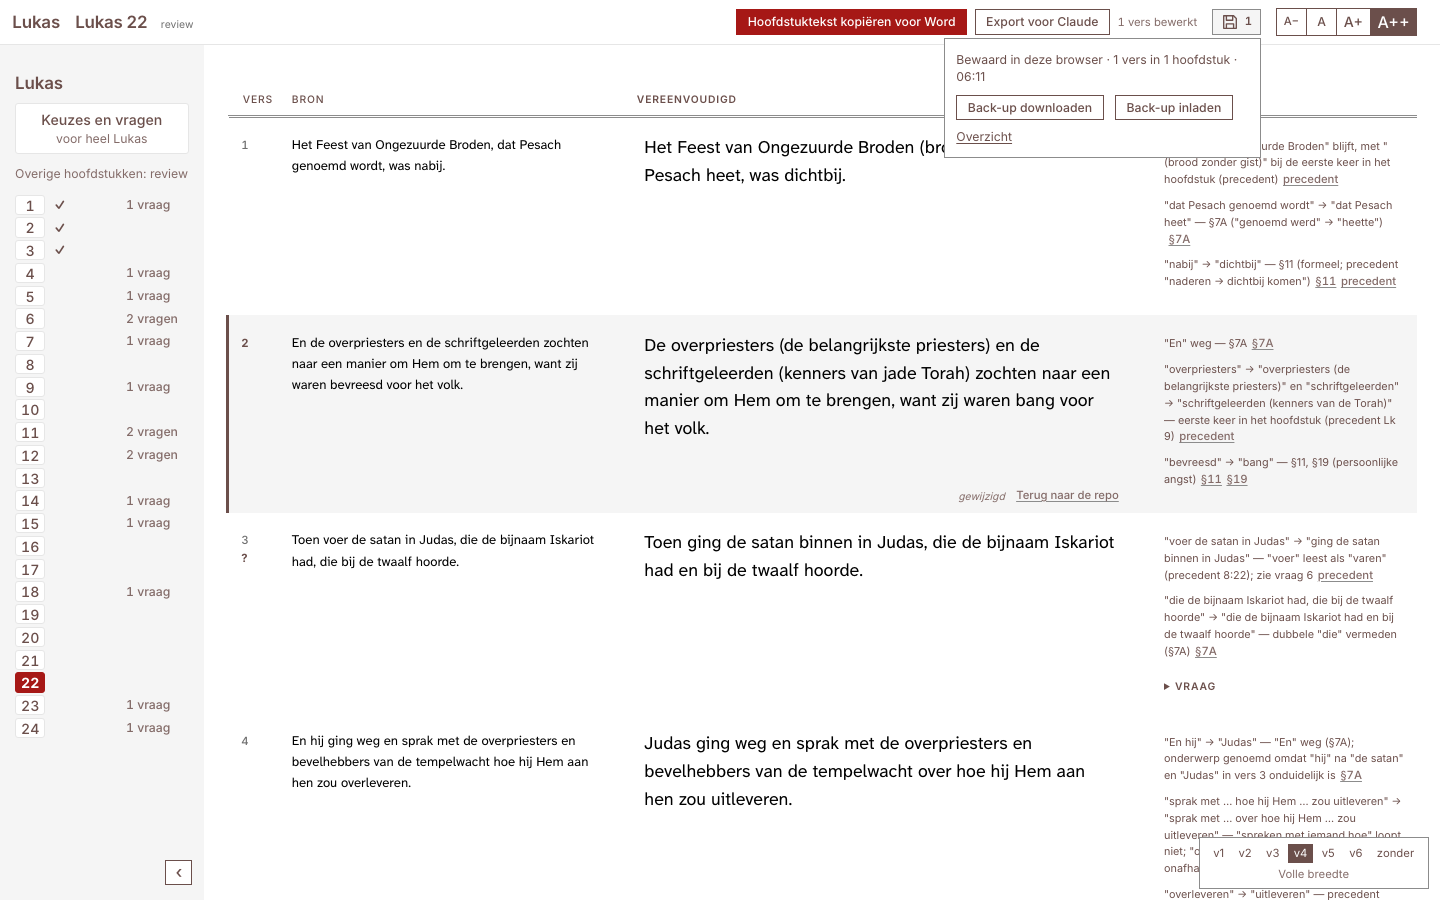 Lukas Lukas 22 review
Hoofdstuktekst kopiëren voor Word Export voor Claude 1 vers bewerkt 1 A− A A+ A++
Bewaard in deze browser · 1 vers in 1 hoofdstuk ·
06:11
Back-up downloaden Back-up inladen
Overzicht
Lukas
Keuzes en vragen
voor heel Lukas
Overige hoofdstukken: review
1 ✓ 1 vraag
2 ✓
3 ✓
4 1 vraag
5 1 vraag
6 2 vragen
7 1 vraag
8
9 1 vraag
10
11 2 vragen
12 2 vragen
13
14 1 vraag
15 1 vraag
16
17
18 1 vraag
19
20
21
22
23 1 vraag
24 1 vraag
‹
VERS BRON VEREENVOUDIGD
1
Het Feest van Ongezuurde Broden, dat Pesach
genoemd wordt, was nabij.
Het Feest van Ongezuurde Broden
Pesach heet, was dichtbij.
Broden" blijft, met "
(brood zonder gist)" bij de eerste keer in het
hoofdstuk (precedent) precedent
"dat Pesach genoemd wordt" → "dat Pesach
heet" — §7A ("genoemd werd" → "heette")
§7A
"nabij" → "dichtbij" — §11 (formeel; precedent
"naderen → dichtbij komen") §11 precedent
2
En de overpriesters en de schriftgeleerden zochten
naar een manier om Hem om te brengen, want zij
waren bevreesd voor het volk.
De overpriesters (de belangrijkste priesters) en de
schriftgeleerden (kenners van jade Torah) zochten naar een
manier om Hem om te brengen, want zij waren bang voor
het volk.
gewijzigd Terug naar de repo
"En" weg — §7A §7A
"overpriesters" → "overpriesters (de
belangrijkste priesters)" en "schriftgeleerden"
→ "schriftgeleerden (kenners van de Torah)"
— eerste keer in het hoofdstuk (precedent Lk
9) precedent
"bevreesd" → "bang" — §11, §19 (persoonlijke
angst) §11 §19
3
?
Toen voer de satan in Judas, die de bijnaam Iskariot
had, die bij de twaalf hoorde.
Toen ging de satan binnen in Judas, die de bijnaam Iskariot
had en bij de twaalf hoorde.
"voer de satan in Judas" → "ging de satan
binnen in Judas" — "voer" leest als "varen"
(precedent 8:22); zie vraag 6 precedent
"die de bijnaam Iskariot had, die bij de twaalf
hoorde" → "die de bijnaam Iskariot had en bij
de twaalf hoorde" — dubbele "die" vermeden
(§7A) §7A
▶ VRAAG
4
En hij ging weg en sprak met de overpriesters en
bevelhebbers van de tempelwacht hoe hij Hem aan
hen zou overleveren.
Judas ging weg en sprak met de overpriesters en
bevelhebbers van de tempelwacht over hoe hij Hem aan
hen zou uitleveren.
"En hij" → "Judas" — "En" weg (§7A);
onderwerp genoemd omdat "hij" na "de satan"
en "Judas" in vers 3 onduidelijk is §7A
"sprak met ... hoe hij Hem ... zou uitleveren" →
"sprak met ... over hoe hij Hem ... zou
uitleveren" — "spreken met iemand hoe" loopt
niet;
"overleveren" → "uitleveren" — precedent
v1 v2 v3 v4 v5 v6 zonder
Volle breedte